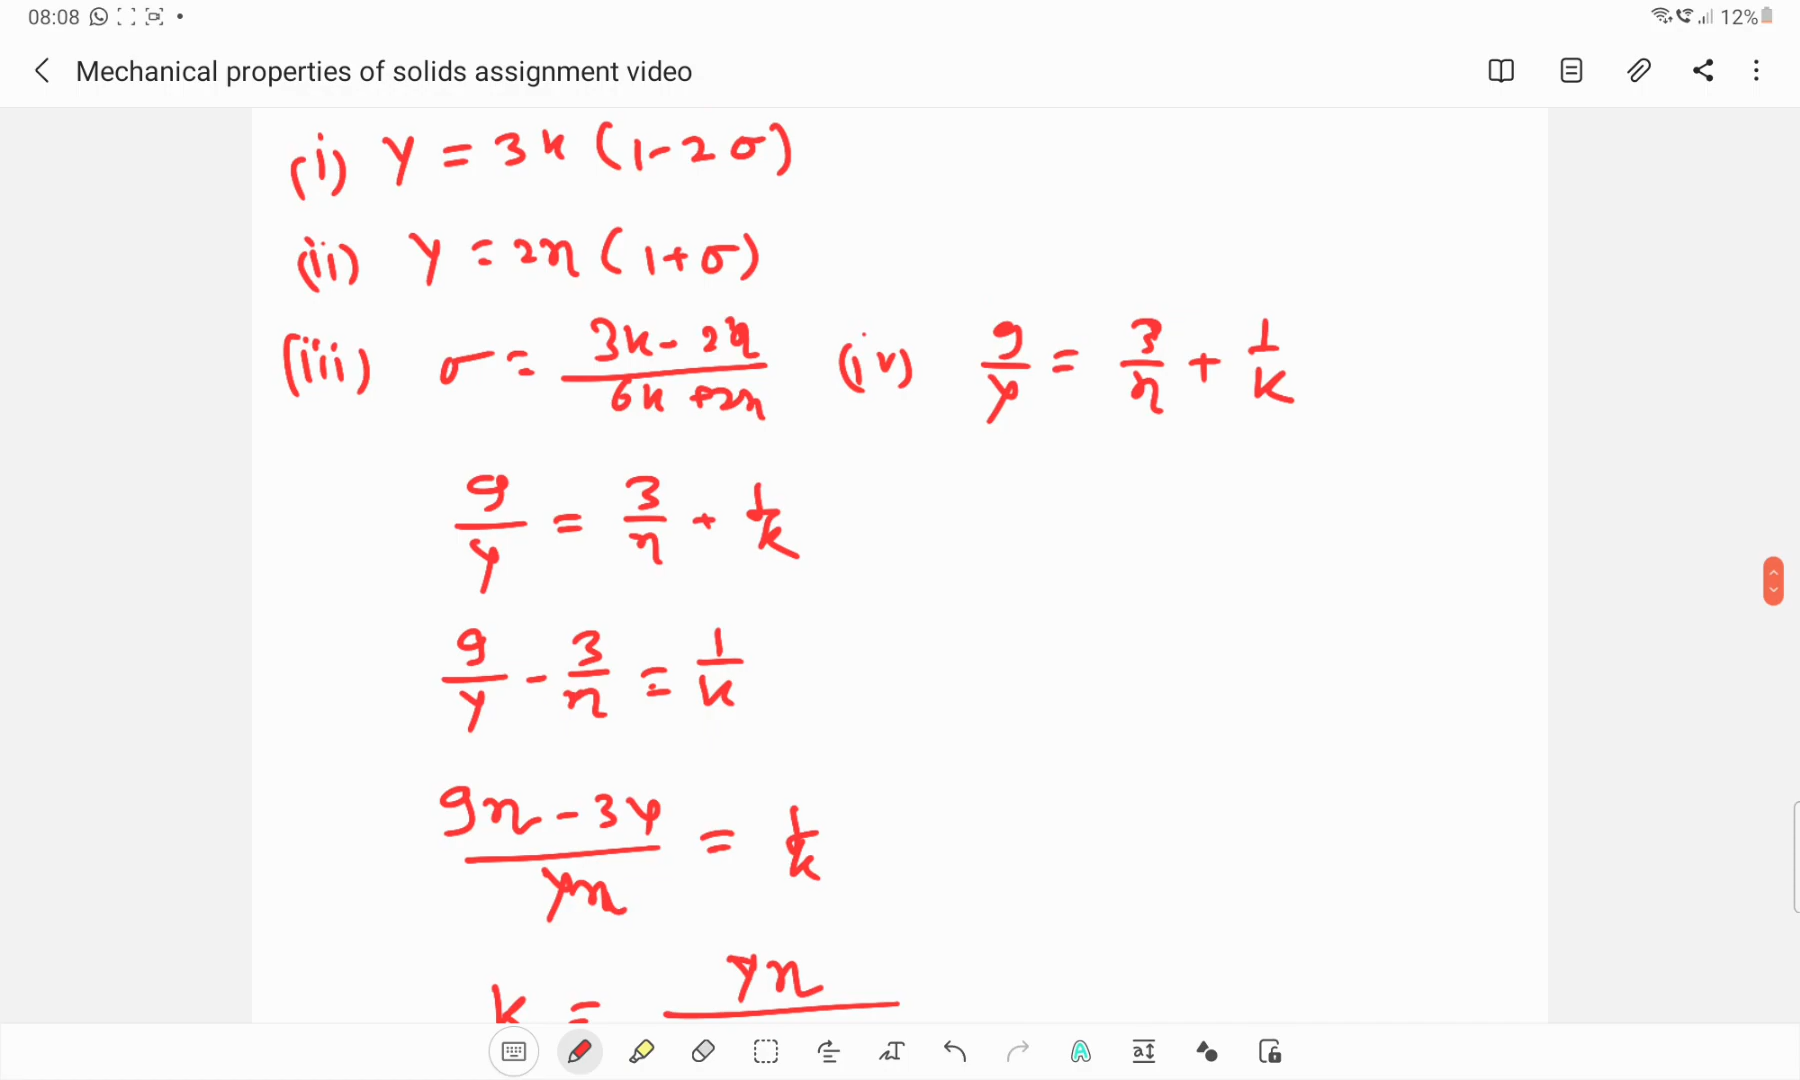 08:08
12%
Mechanical properties of solids assignment video
(i) Y = 3K (1-2σ)
(ii) Y = 2η (1+σ)
(iii) σ = (3K - 2η)/(6K + 2η) (iv) 9/Y = 3/η + 1/K
9/Y = 3/η + 1/K
9/Y - 3/η = 1/K
(9η - 3Y)/(Yη) = 1/K
K = Yη